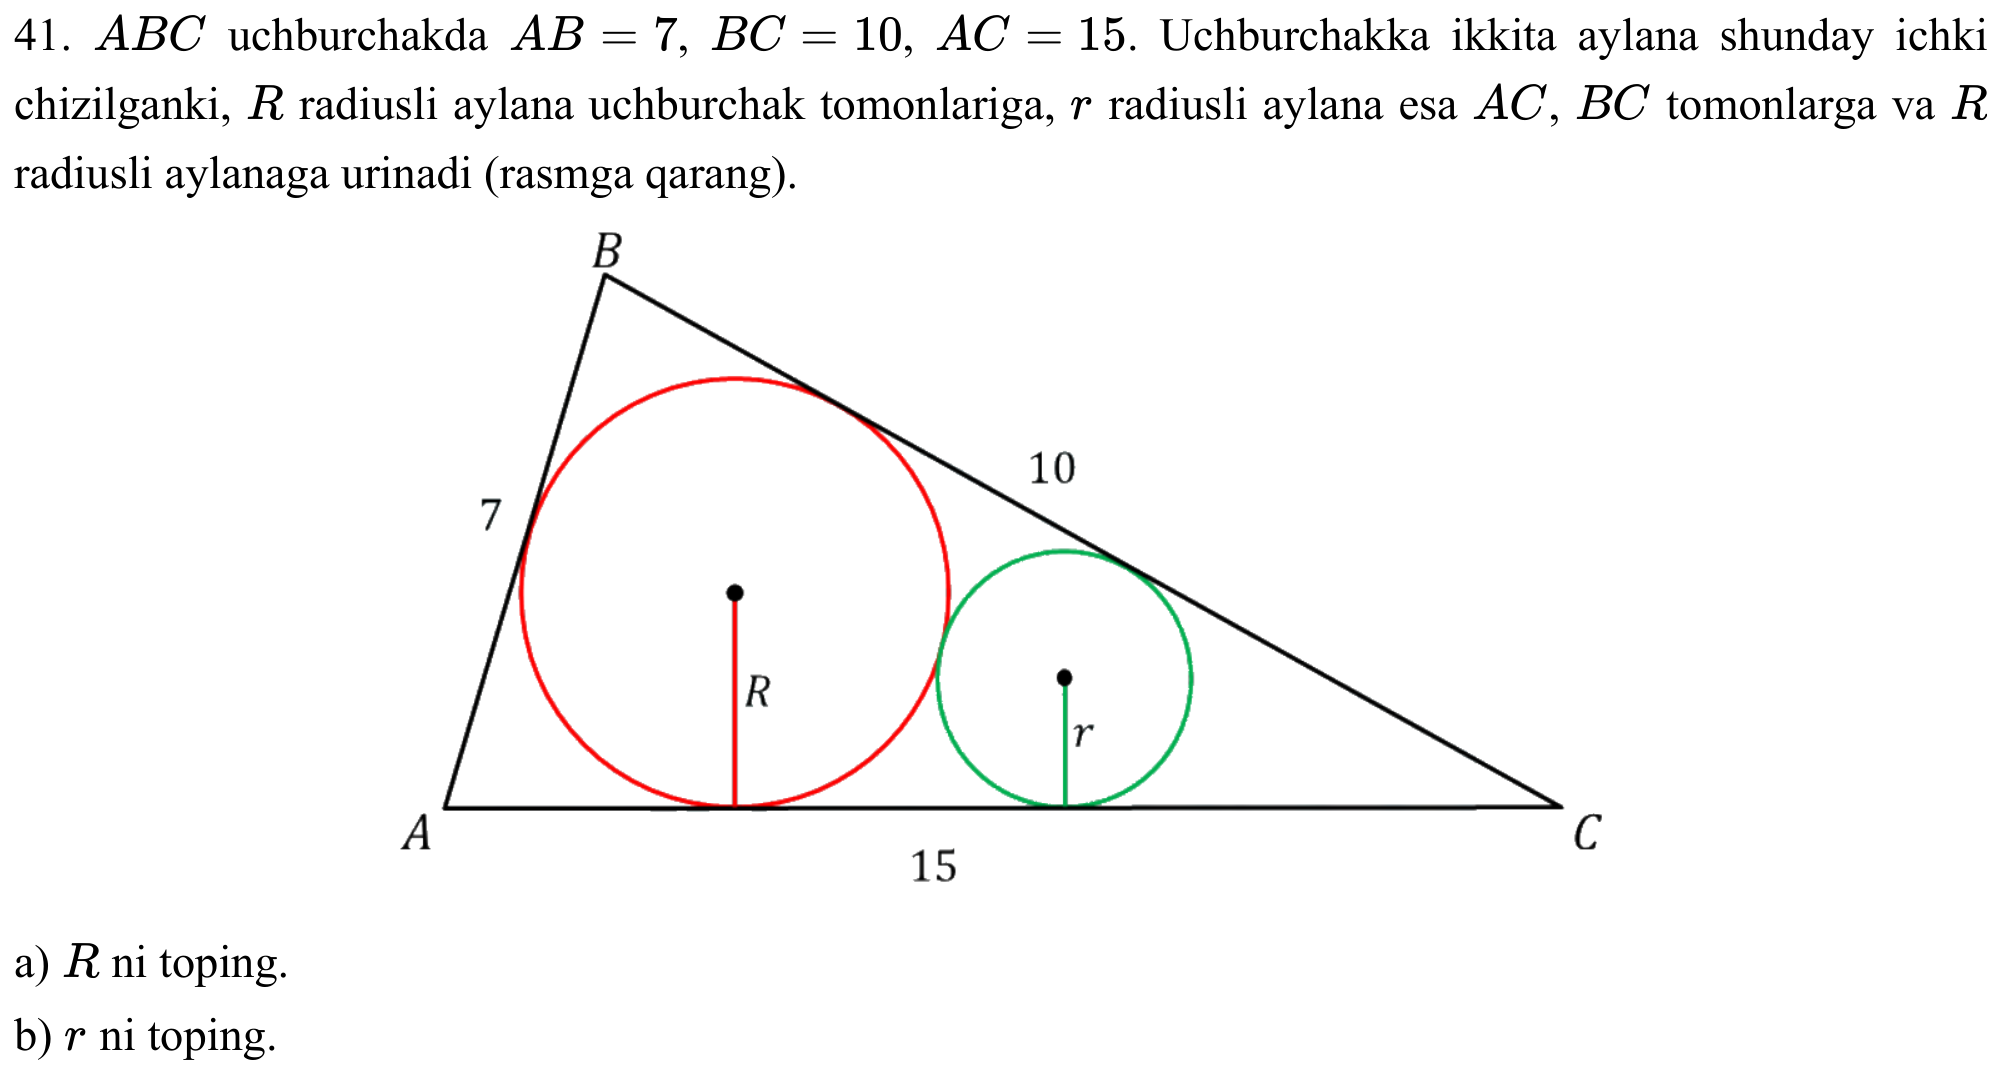 41. ABC uchburchakda AB = 7, BC = 10, AC = 15. Uchburchakka ikkita aylana shunday ichki
chizilganki, R radiusli aylana uchburchak tomonlariga, r radiusli aylana esa AC, BC tomonlarga va R
radiusli aylanaga urinadi (rasmga qarang).
B
10
7
R
r
A
C
15
a) R ni toping.
b) r ni toping.